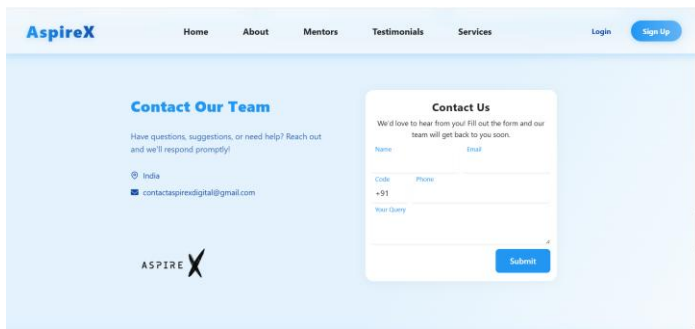 AspireX
Home About Mentors Testimonials Services
Login Sign Up
Contact Our Team
Have questions, suggestions, or need help? Reach out
and we'll respond promptly!
India
contactaspirexdigital@gmail.com
ASPIRE X
Contact Us
We'd love to hear from you! Fill out the form and our
team will get back to you soon.
Name Email
Code Phone
+91
Your Query
Submit